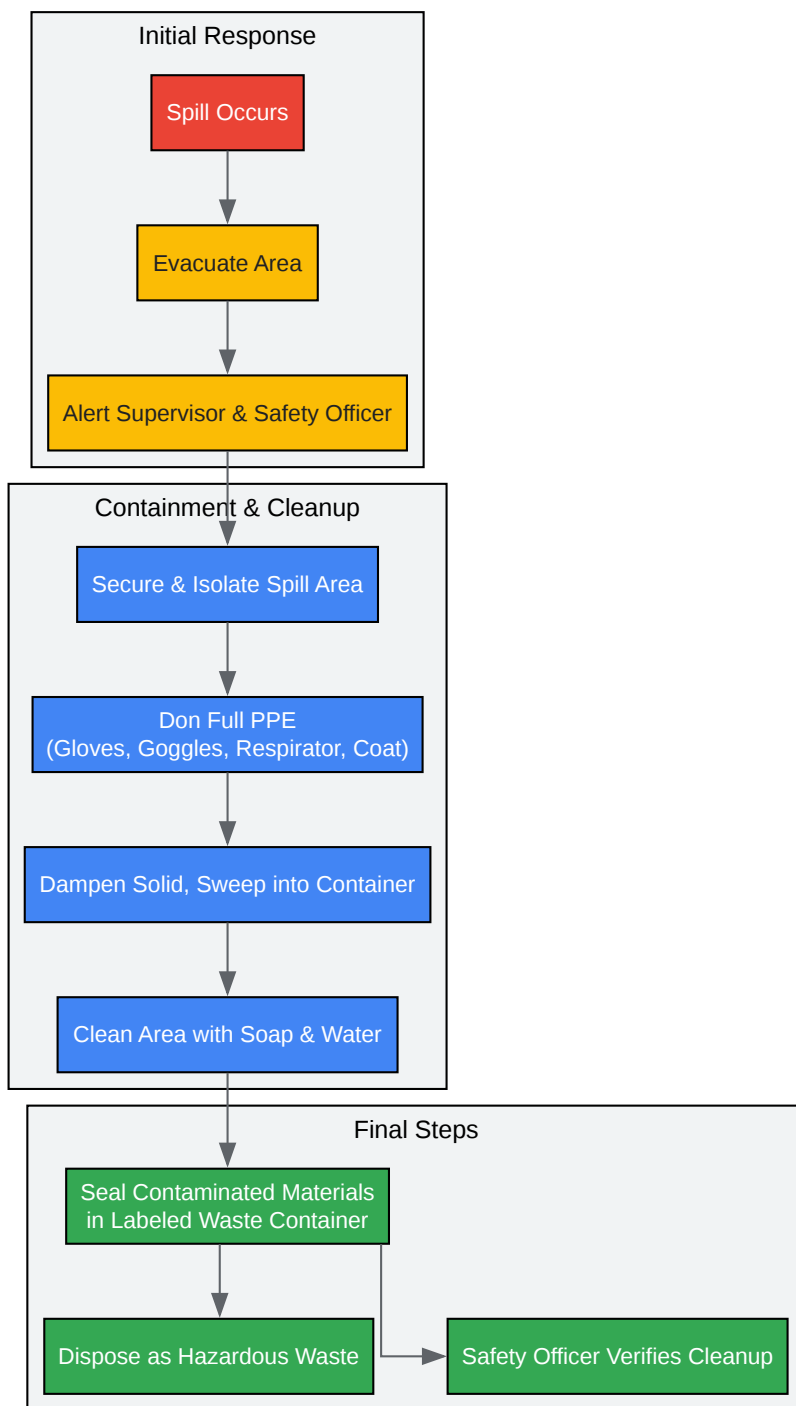 Initial Response
Spill Occurs
Evacuate Area
Alert Supervisor & Safety Officer
Containment & Cleanup
Secure & Isolate Spill Area
Don Full PPE
(Gloves, Goggles, Respirator, Coat)
Dampen Solid, Sweep into Container
Clean Area with Soap & Water
Final Steps
Seal Contaminated Materials
in Labeled Waste Container
Dispose as Hazardous Waste
Safety Officer Verifies Cleanup